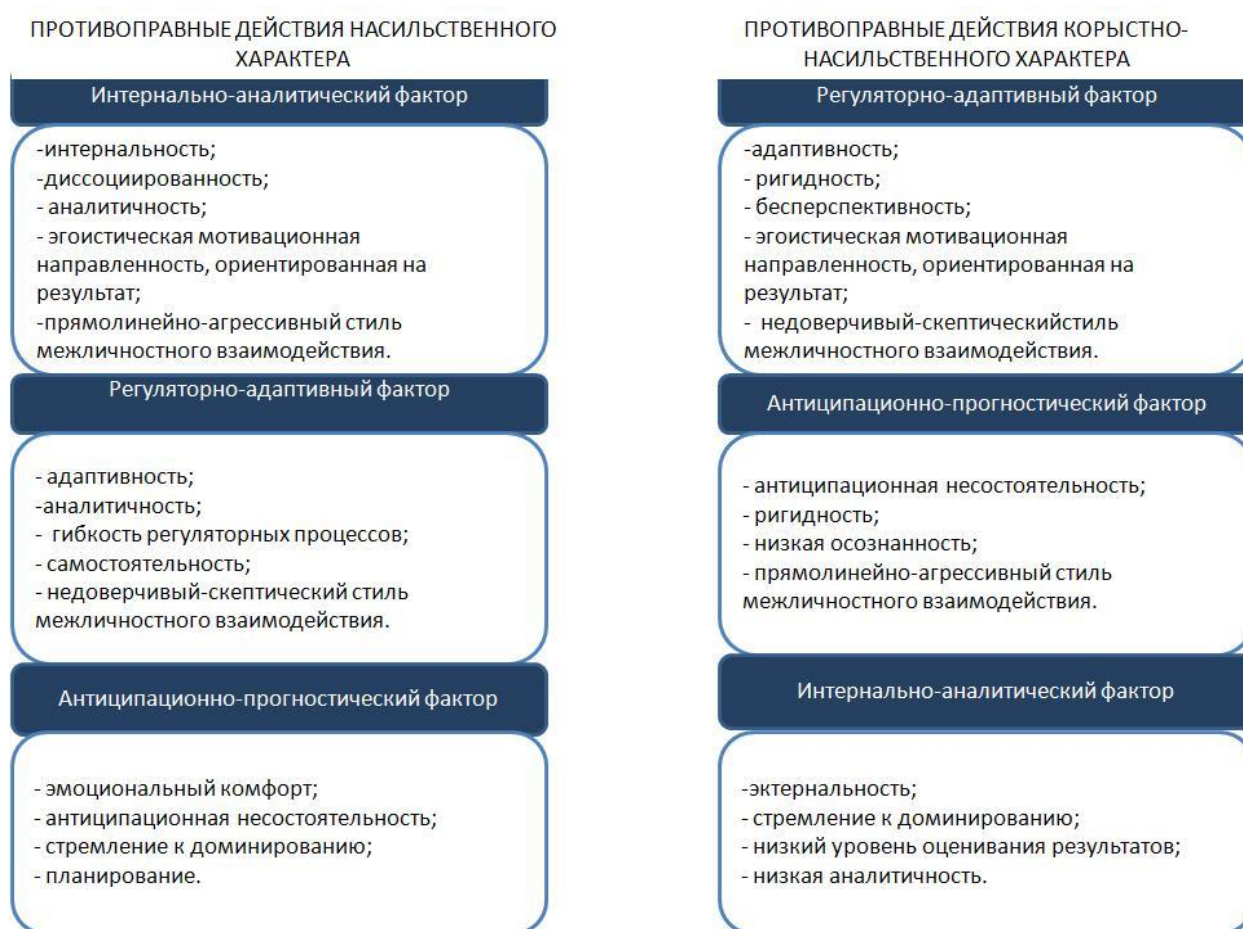 ПРОТИВОПРАВНЫЕ ДЕЙСТВИЯ НАСИЛЬСТВЕННОГО
ХАРАКТЕРА
Интернально-аналитический фактор
-интернальность;
-диссоциированность;
- аналитичность;
- эгоистическая мотивационная
направленность, ориентированная на
результат;
-прямолинейно-агрессивный стиль
межличностного взаимодействия.
Регуляторно-адаптивный фактор
- адаптивность;
-аналитичность;
- гибкость регуляторных процессов;
- самостоятельность;
- недоверчивый-скептический стиль
межличностного взаимодействия.
Антиципационно-прогностический фактор
- эмоциональный комфорт;
- антиципационная несостоятельность;
- стремление к доминированию;
- планирование.
ПРОТИВОПРАВНЫЕ ДЕЙСТВИЯ КОРЫСТНО-
НАСИЛЬСТВЕННОГО ХАРАКТЕРА
Регуляторно-адаптивный фактор
-адаптивность;
- ригидность;
- бесперспективность;
- эгоистическая мотивационная
направленность, ориентированная на
результат;
- недоверчивый-скептическийстиль
межличностного взаимодействия.
Антиципационно-прогностический фактор
- антиципационная несостоятельность;
- ригидность;
- низкая осознанность;
- прямолинейно-агрессивный стиль
межличностного взаимодействия.
Интернально-аналитический фактор
-эктернальность;
- стремление к доминированию;
- низкий уровень оценивания результатов;
- низкая аналитичность.